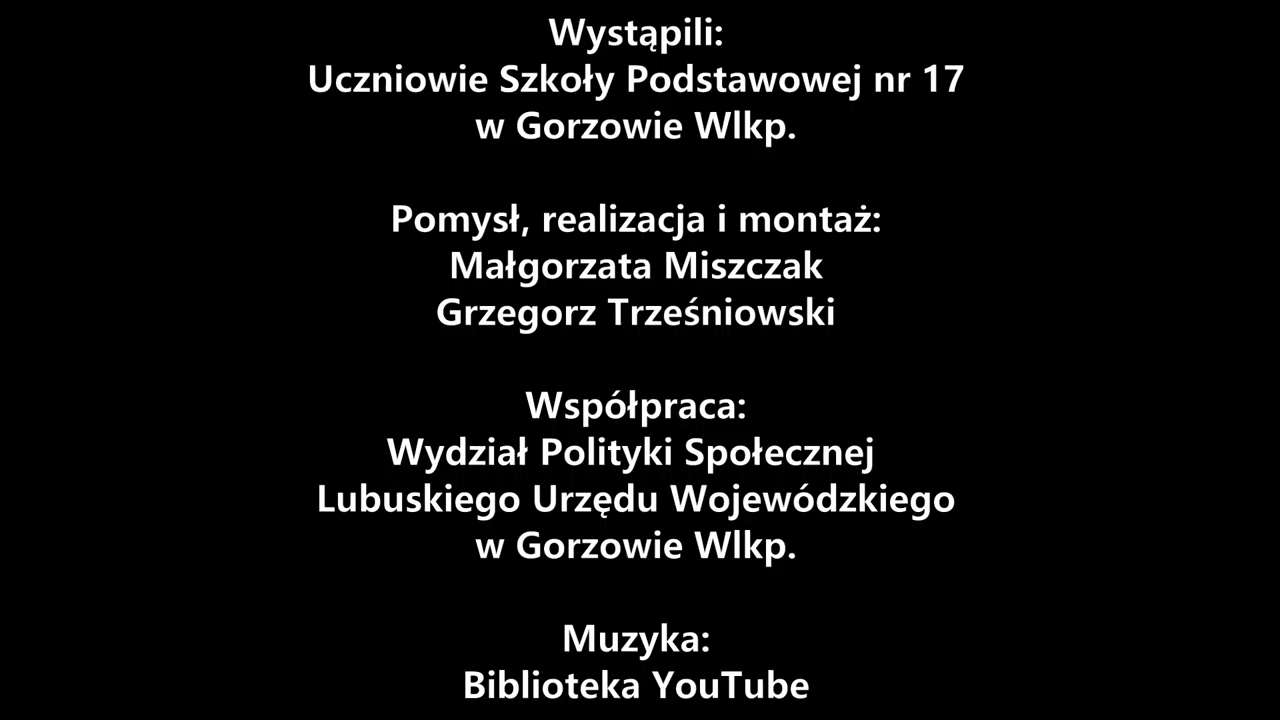 Wystąpili:
Uczniowie Szkoły Podstawowej nr 17
w Gorzowie Wlkp.
Pomysł, realizacja i montaż:
Małgorzata Miszczak
Grzegorz Trześniowski
Współpraca:
Wydział Polityki Społecznej
Lubuskiego Urzędu Wojewódzkiego
w Gorzowie Wlkp.
Muzyka:
Biblioteka YouTube